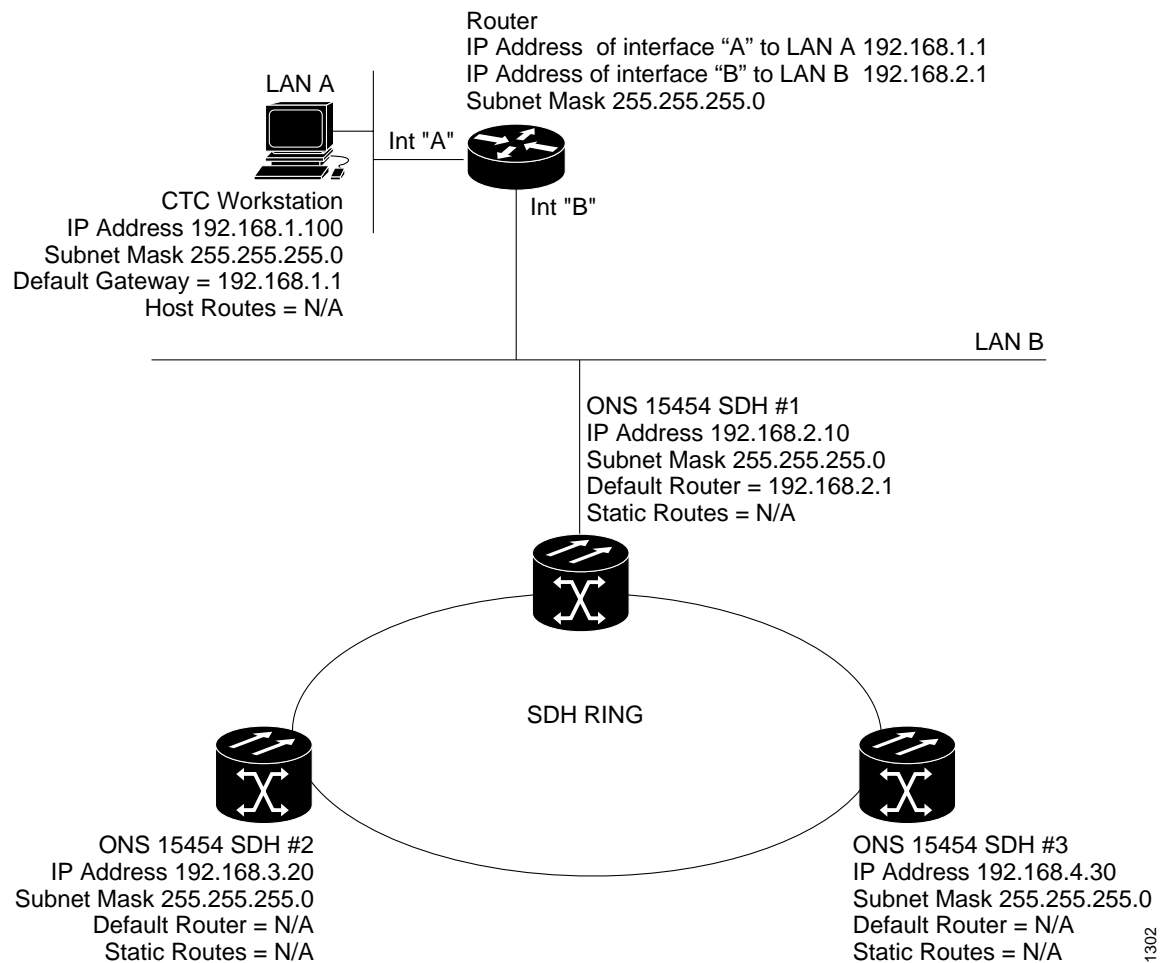 Router
IP Address of interface “A” to LAN A 192.168.1.1
IP Address of interface “B” to LAN B 192.168.2.1
Subnet Mask 255.255.255.0
LAN A
Int "A"
CTC Workstation
IP Address 192.168.1.100
Subnet Mask 255.255.255.0
Default Gateway = 192.168.1.1
Host Routes = N/A
Int "B"
LAN B
ONS 15454 SDH #1
IP Address 192.168.2.10
Subnet Mask 255.255.255.0
Default Router = 192.168.2.1
Static Routes = N/A
SDH RING
ONS 15454 SDH #2
IP Address 192.168.3.20
Subnet Mask 255.255.255.0
Default Router = N/A
Static Routes = N/A
ONS 15454 SDH #3
IP Address 192.168.4.30
Subnet Mask 255.255.255.0
Default Router = N/A
Static Routes = N/A
1302